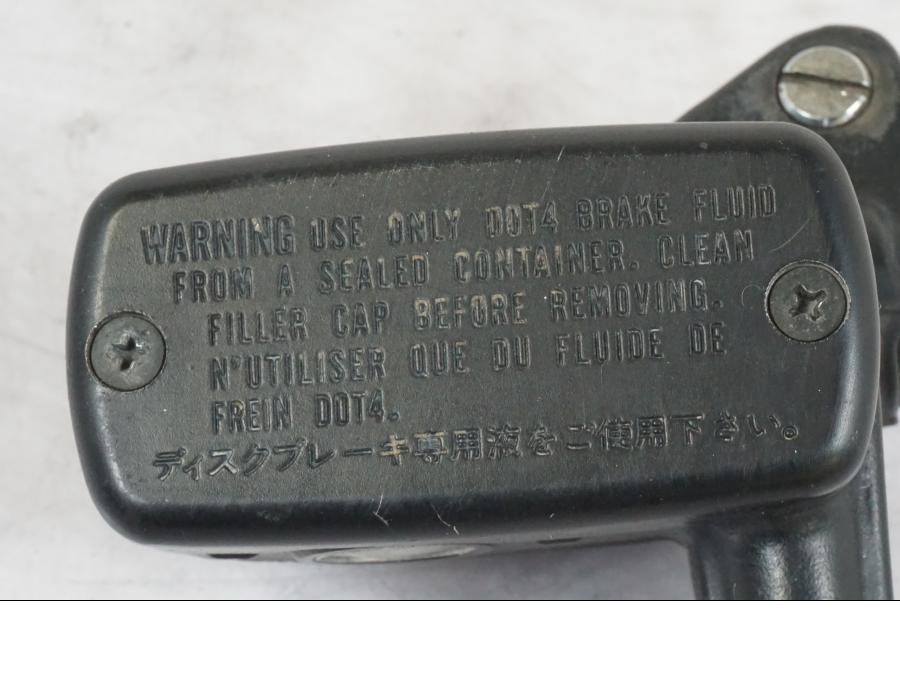 WARNING USE ONLY DOT4 BRAKE FLUID
FROM A SEALED CONTAINER. CLEAN
FILLER CAP BEFORE REMOVING.
N'UTILISER QUE DU FLUIDE DE
FREIN DOT4.
ディスクブレーキ専用液をご使用下さい。